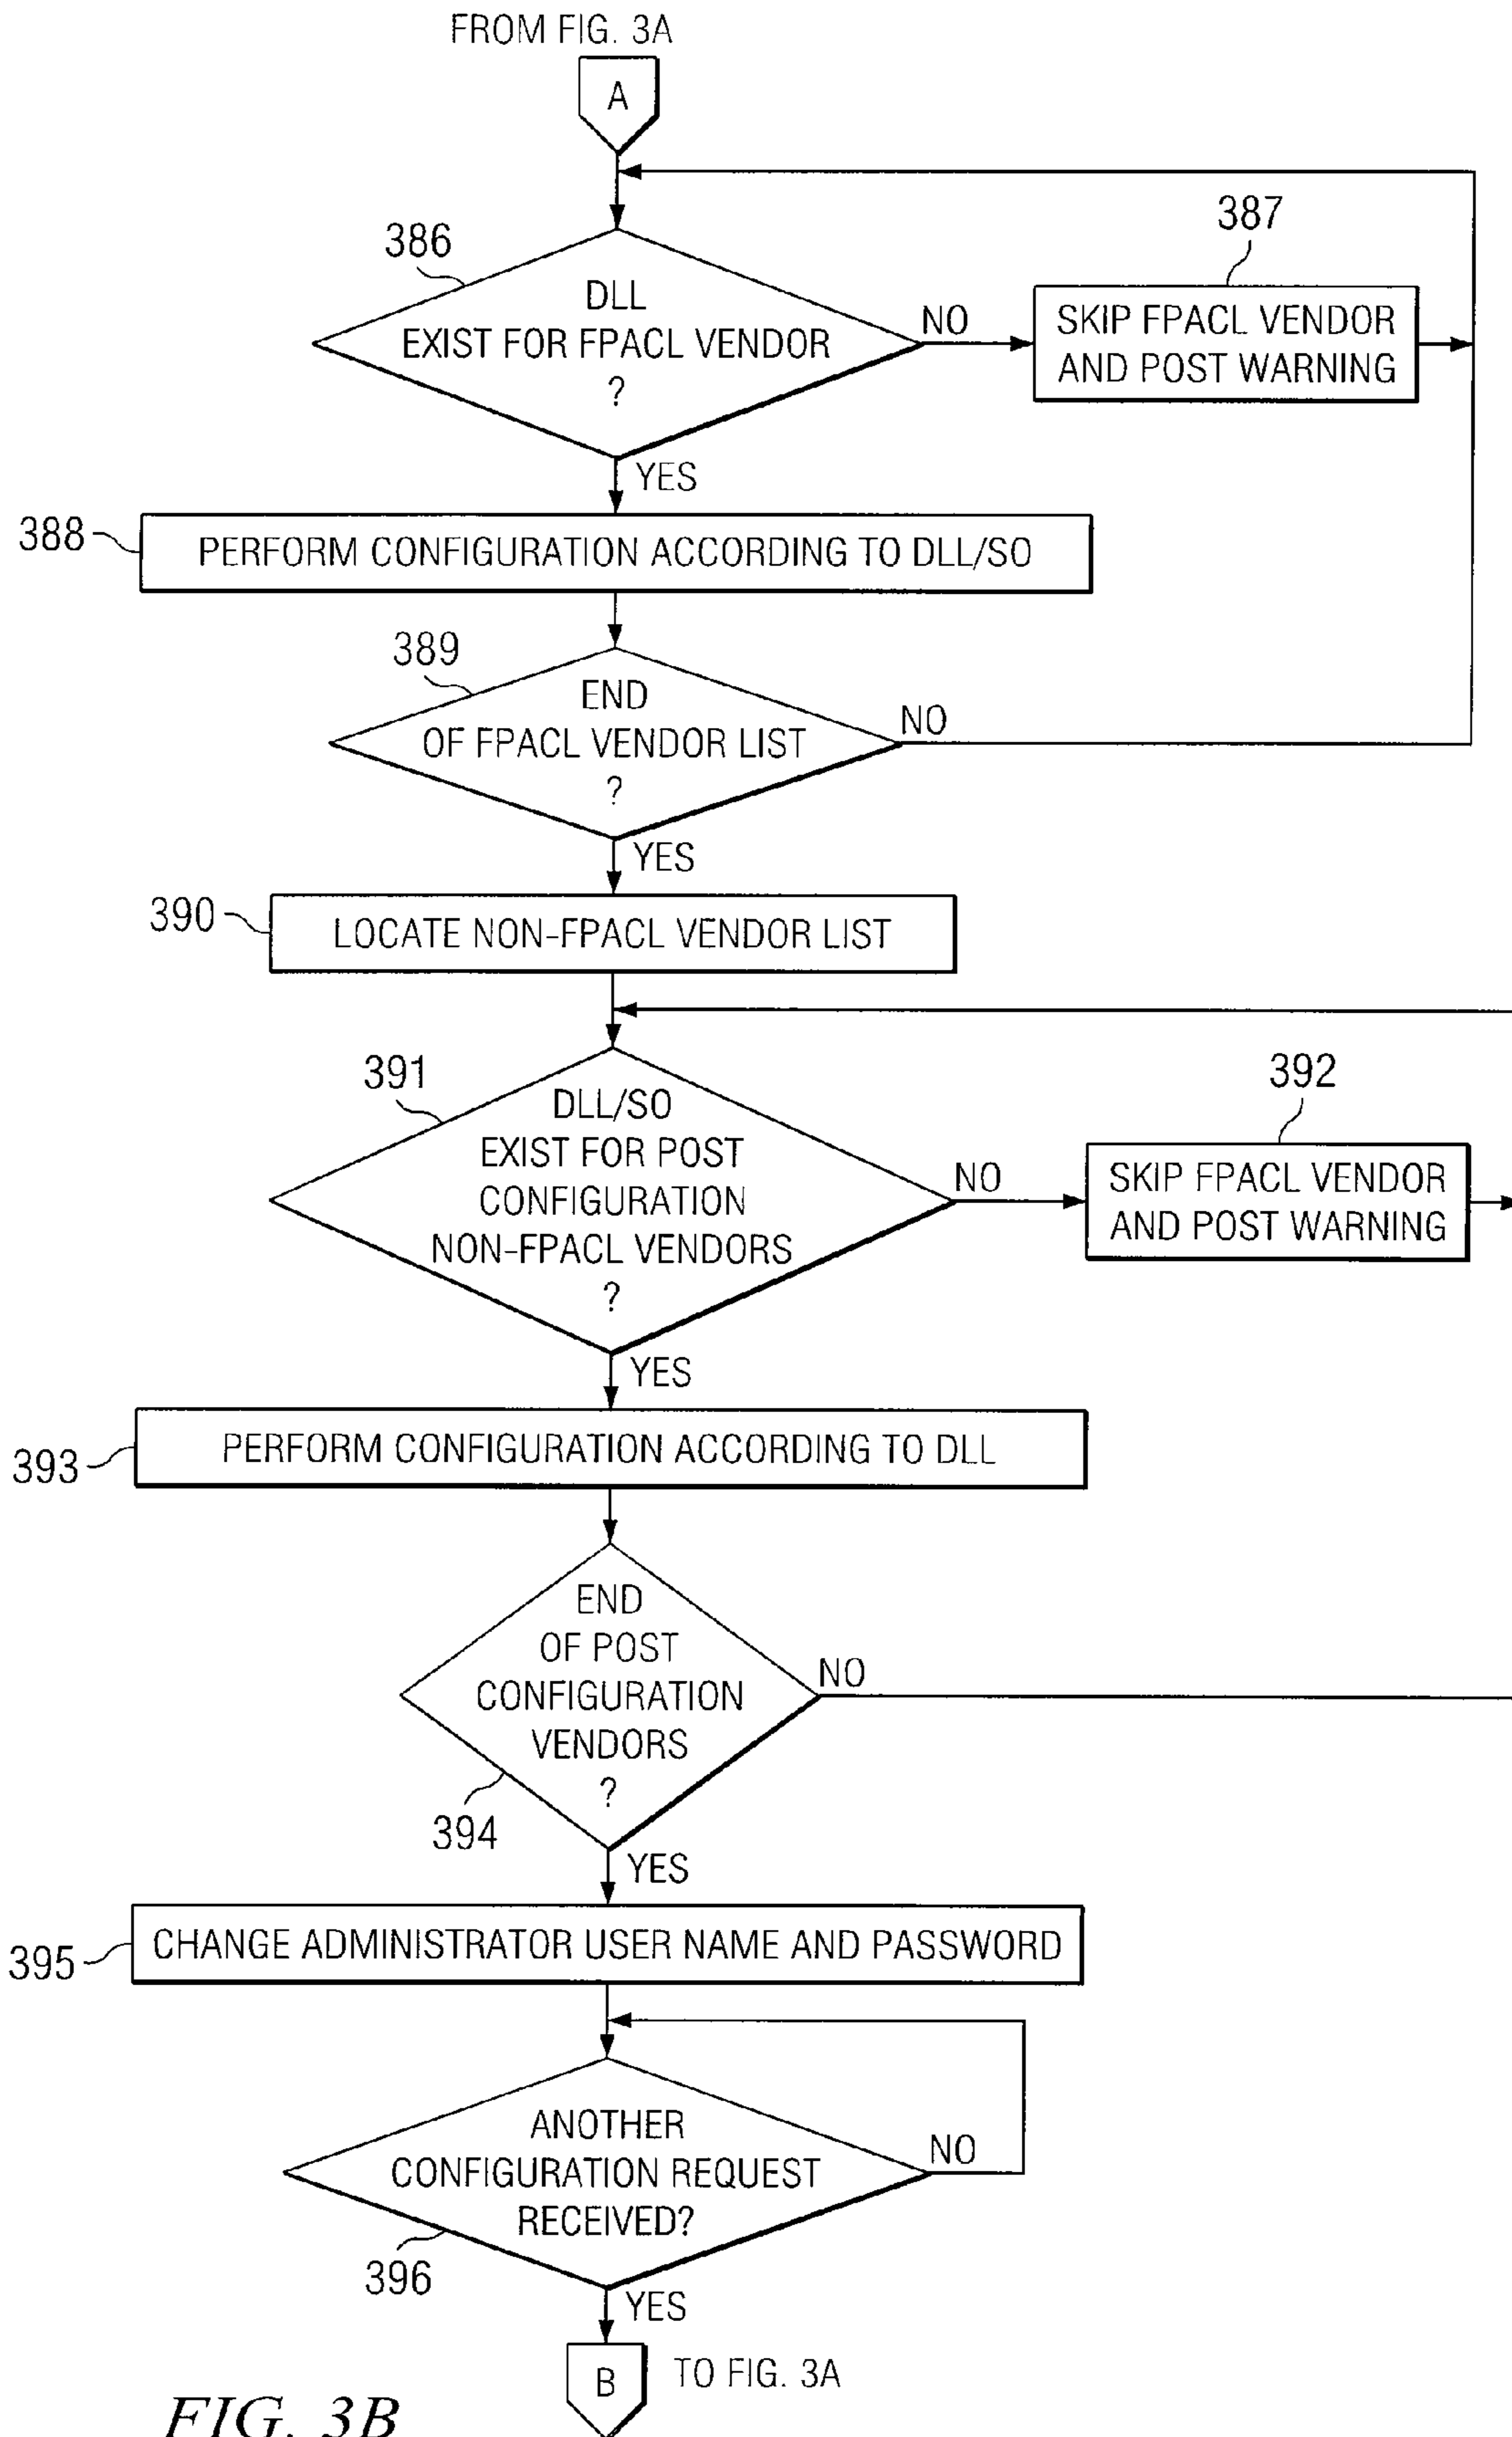 FROM FIG. 3A
A
386
DLL
EXIST FOR FPACL VENDOR
?
NO
387
SKIP FPACL VENDOR
AND POST WARNING
YES
388
PERFORM CONFIGURATION ACCORDING TO DLL/SO
389
END
OF FPACL VENDOR LIST
?
NO
YES
390
LOCATE NON-FPACL VENDOR LIST
391
DLL/SO
EXIST FOR POST
CONFIGURATION
NON-FPACL VENDORS
?
NO
392
SKIP FPACL VENDOR
AND POST WARNING
YES
393
PERFORM CONFIGURATION ACCORDING TO DLL
END
OF POST
CONFIGURATION
VENDORS
?
NO
394
YES
395
CHANGE ADMINISTRATOR USER NAME AND PASSWORD
ANOTHER
CONFIGURATION REQUEST
RECEIVED?
NO
396
YES
B
TO FIG. 3A
FIG. 3B